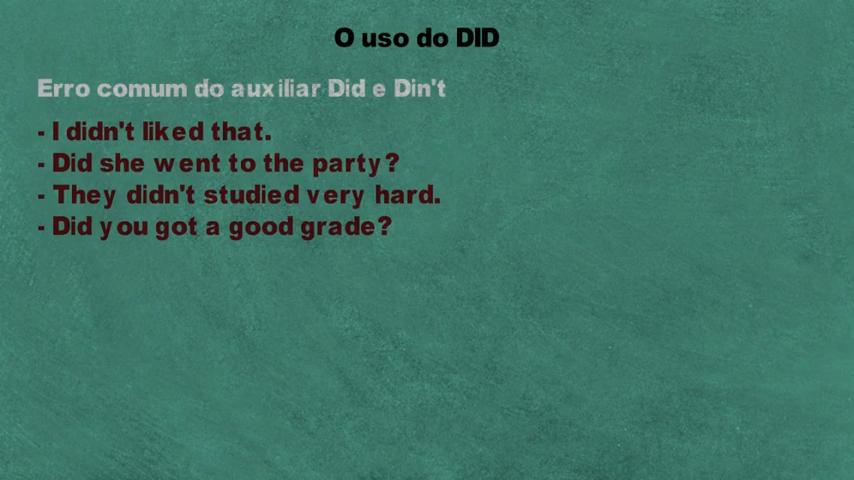 O uso do DID
Erro comum do auxiliar Did e Din't
- I didn't liked that.
- Did she went to the party?
- They didn't studied very hard.
- Did you got a good grade?